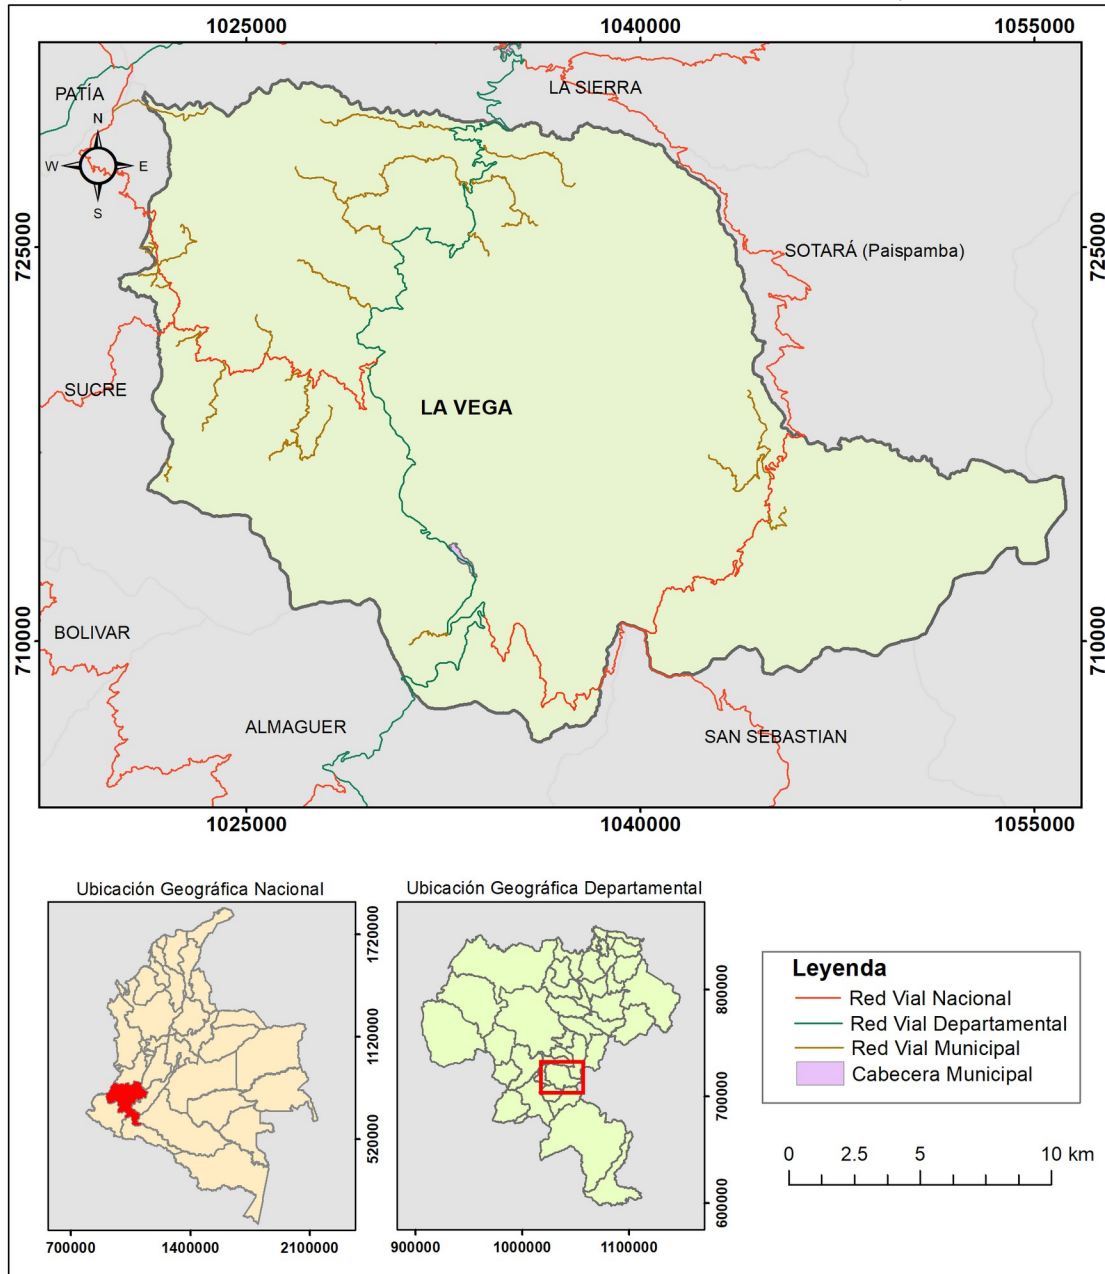 1025000 1040000 1055000
LA SIERRA
PATÍA
N
W E
S
725000 725000
SOTARÁ (Paispamba)
SUCRE
LA VEGA
710000 710000
BOLIVAR
ALMAGUER
SAN SEBASTIAN
1025000 1040000 1055000
Ubicación Geográfica Nacional
1720000
1120000
520000
700000 1400000 2100000
Ubicación Geográfica Departamental
800000
700000
600000
900000 1000000 1100000
Leyenda
Red Vial Nacional
Red Vial Departamental
Red Vial Municipal
Cabecera Municipal
0 2.5 5 10 km